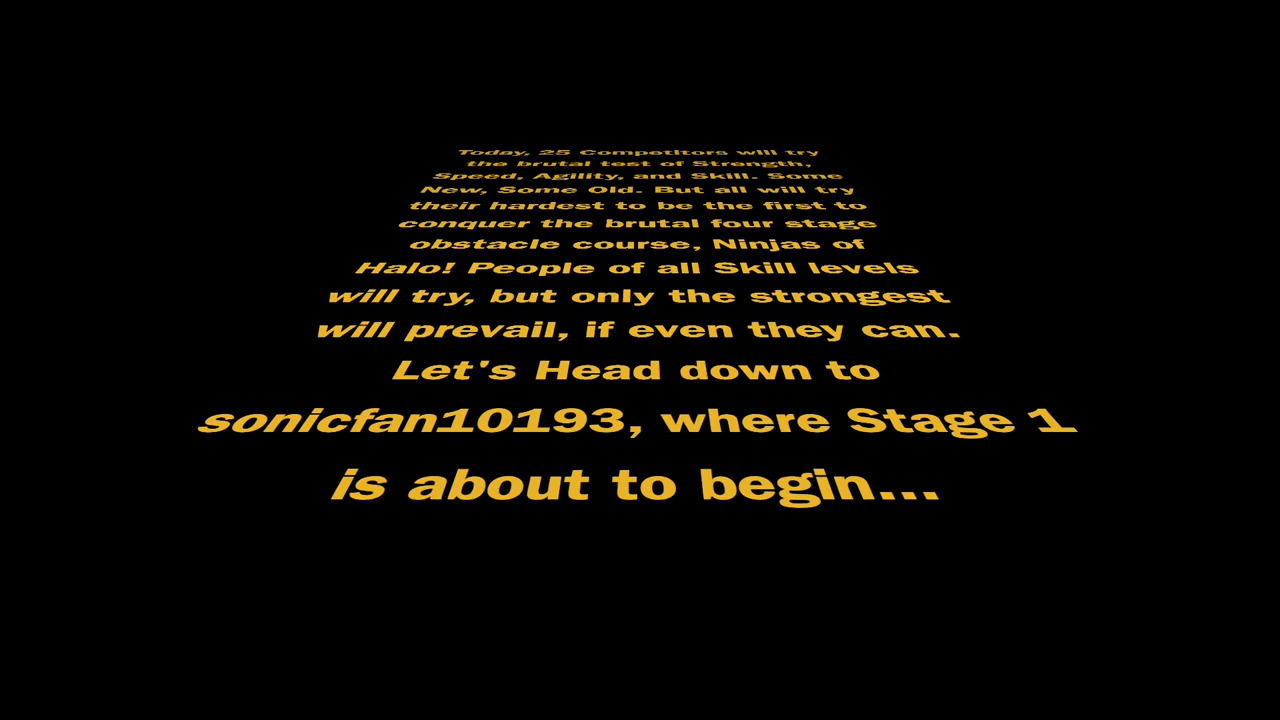 Today, 25 Competitors will try
the brutal test of Strength,
Speed, Agility, and Skill. Some
New, Some Old. But all will try
their hardest to be the first to
conquer the brutal four stage
obstacle course, Ninjas of
Halo! People of all Skill levels
will try, but only the strongest
will prevail, if even they can.
Let's Head down to
sonicfan10193, where Stage 1
is about to begin...